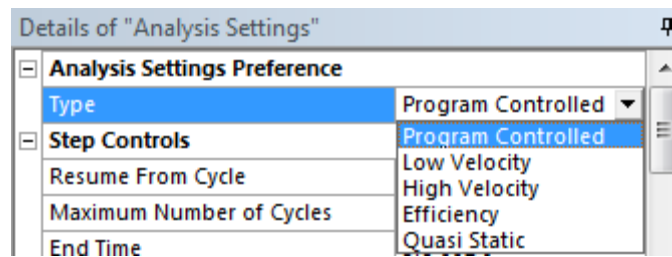 Details of "Analysis Settings"
Analysis Settings Preference
Type Program Controlled
Program Controlled
Step Controls
Low Velocity
Resume From Cycle
High Velocity
Maximum Number of Cycles
Efficiency
End Time
Quasi Static